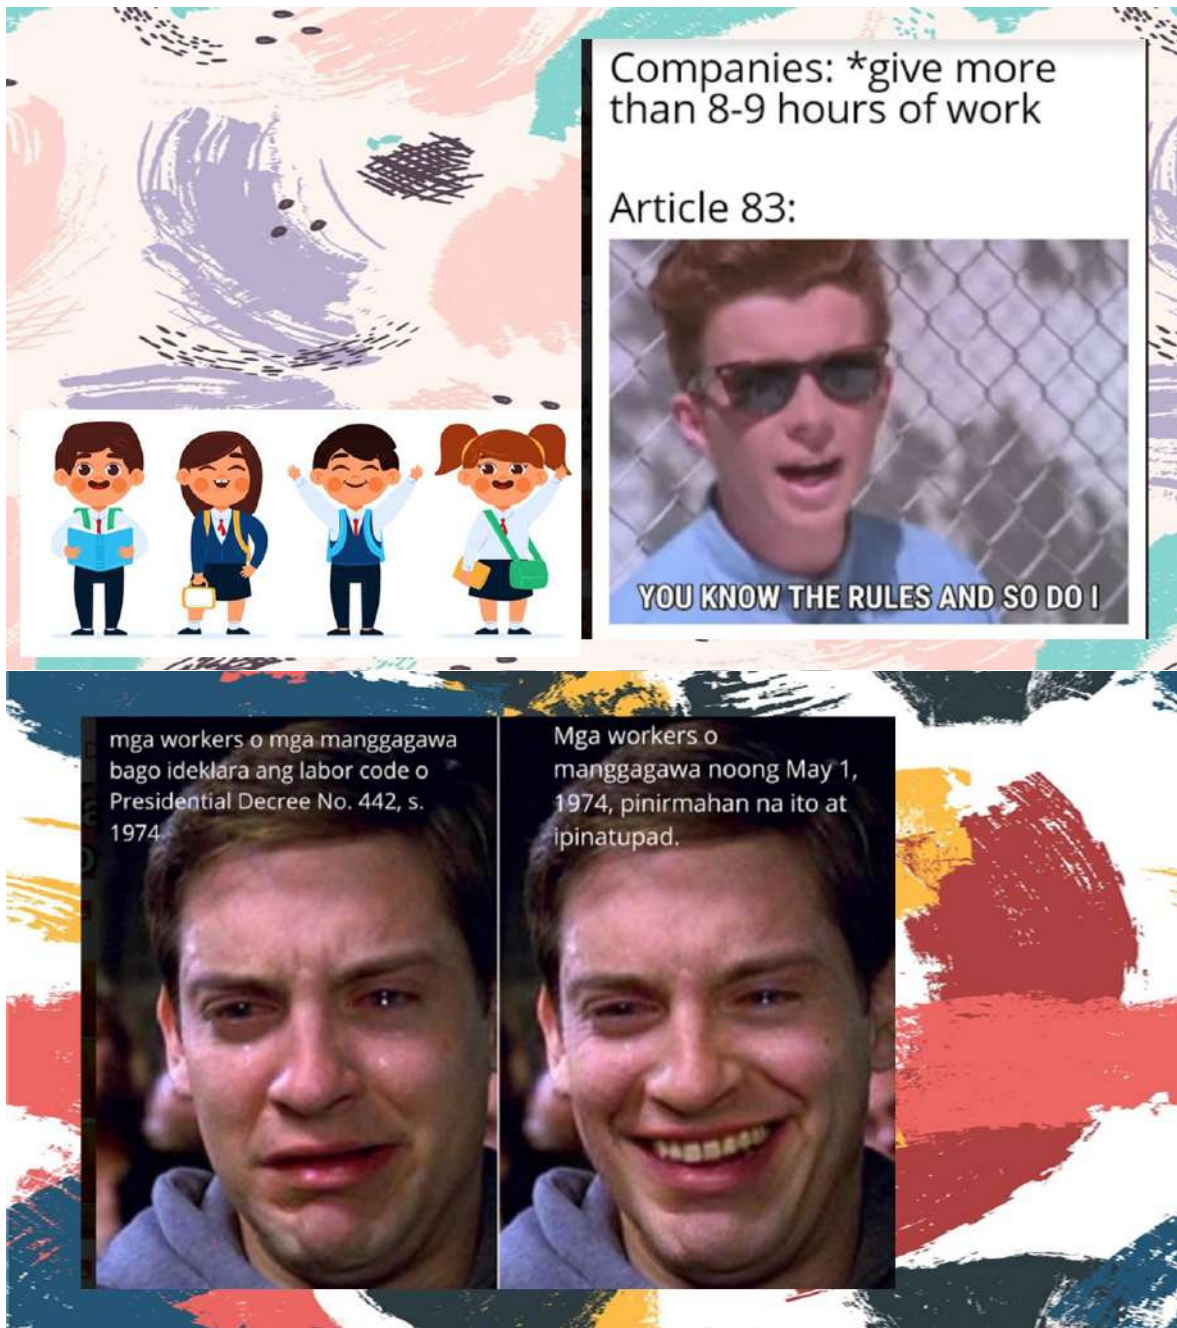 Companies: *give more
than 8-9 hours of work
Article 83:
YOU KNOW THE RULES AND SO DO I
mga workers o mga manggagawa
bago ideklara ang labor code o
Presidential Decree No. 442, s.
1974
Mga workers o
manggagawa noong May 1,
1974, pinirmahan na ito at
ipinatupad.